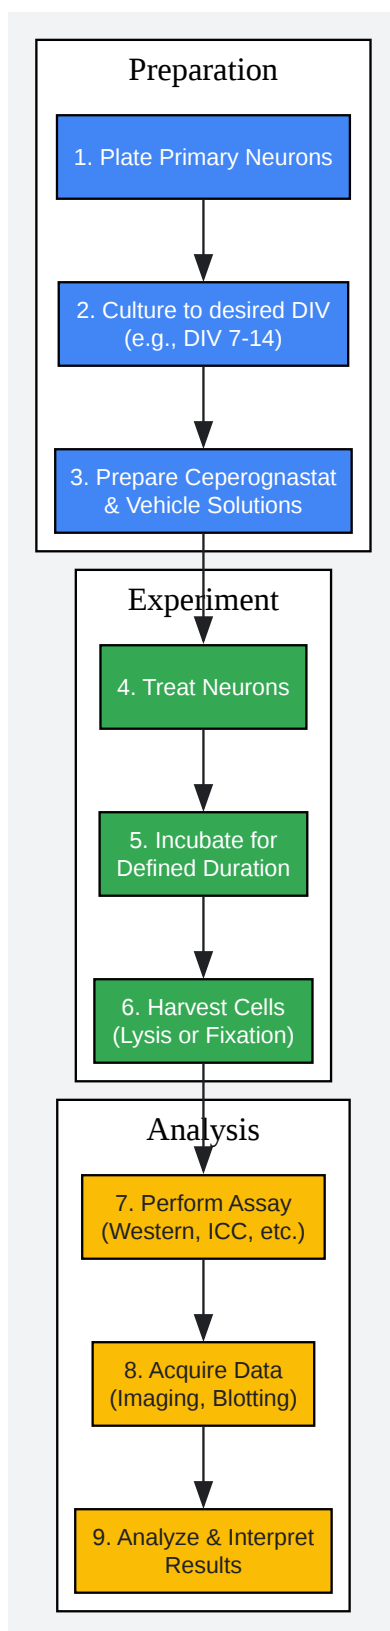 Preparation
1. Plate Primary Neurons
2. Culture to desired DIV
(e.g., DIV 7-14)
3. Prepare Ceperognastat
& Vehicle Solutions
Experiment
4. Treat Neurons
5. Incubate for
Defined Duration
6. Harvest Cells
(Lysis or Fixation)
Analysis
7. Perform Assay
(Western, ICC, etc.)
8. Acquire Data
(Imaging, Blotting)
9. Analyze & Interpret
Results